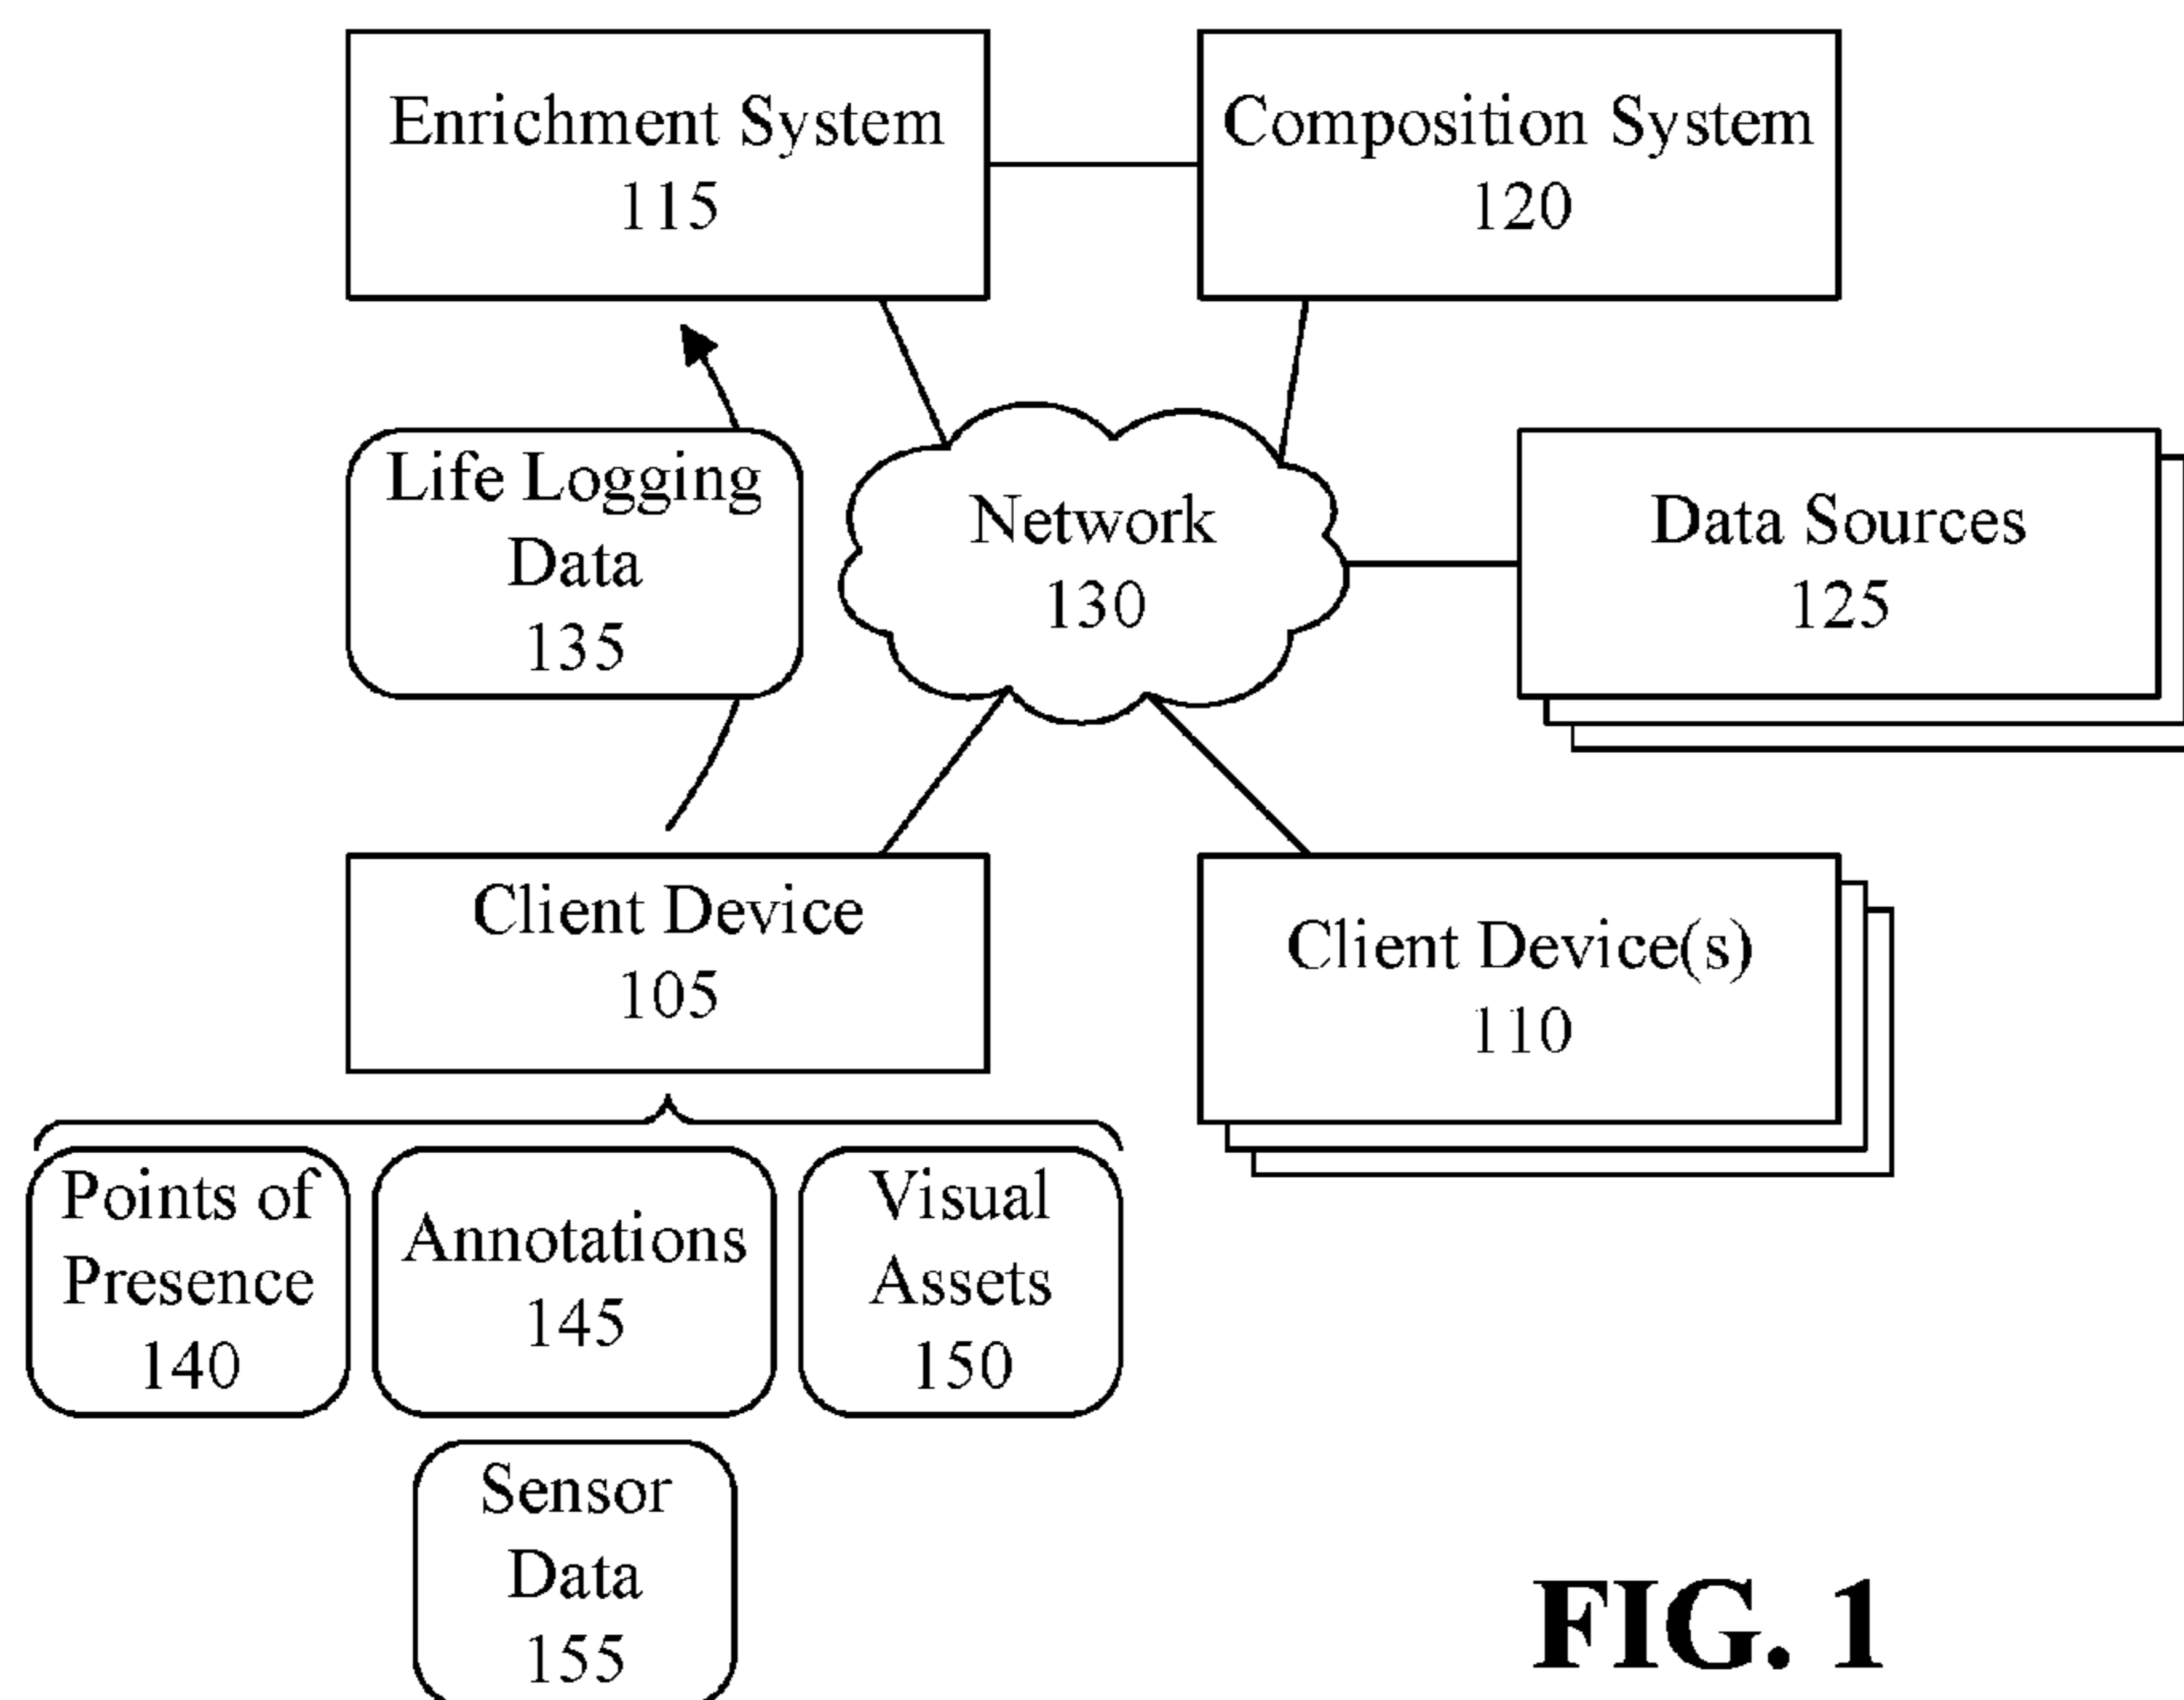 Enrichment System
115
Composition System
120
Life Logging
Data
135
Network
130
Data Sources
125
Client Device
105
Client Device(s)
110
Points of
Presence
140
Annotations
145
Visual
Assets
150
Sensor
Data
155
FIG. 1